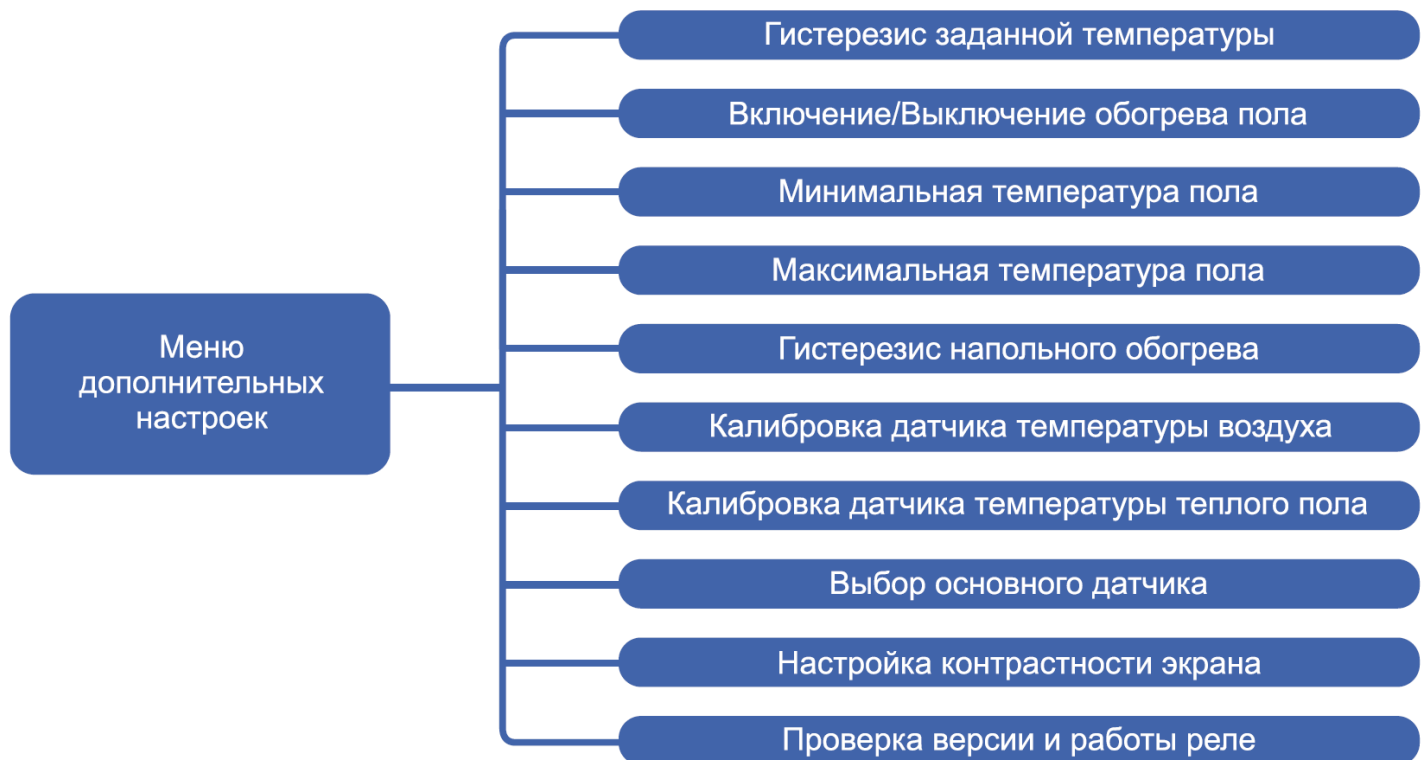 Гистерезис заданной температуры
Включение/Выключение обогрева пола
Минимальная температура пола
Максимальная температура пола
Меню
дополнительных
настроек
Гистерезис напольного обогрева
Калибровка датчика температуры воздуха
Калибровка датчика температуры теплого пола
Выбор основного датчика
Настройка контрастности экрана
Проверка версии и работы реле